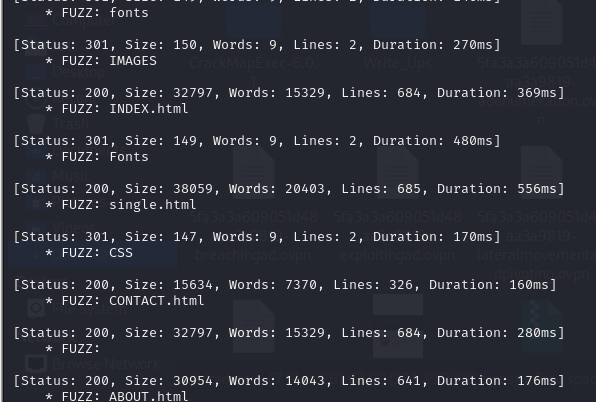 * FUZZ: fonts
[Status: 301, Size: 150, Words: 9, Lines: 2, Duration: 270ms]
* FUZZ: IMAGES
[Status: 200, Size: 32797, Words: 15329, Lines: 684, Duration: 369ms]
* FUZZ: INDEX.html
[Status: 301, Size: 149, Words: 9, Lines: 2, Duration: 480ms]
* FUZZ: Fonts
[Status: 200, Size: 38059, Words: 20403, Lines: 685, Duration: 556ms]
* FUZZ: single.html
[Status: 301, Size: 147, Words: 9, Lines: 2, Duration: 170ms]
* FUZZ: CSS
[Status: 200, Size: 15634, Words: 7370, Lines: 326, Duration: 160ms]
* FUZZ: CONTACT.html
[Status: 200, Size: 32797, Words: 15329, Lines: 684, Duration: 280ms]
* FUZZ:
[Status: 200, Size: 30954, Words: 14043, Lines: 641, Duration: 176ms]
* FUZZ: ABOUT.html